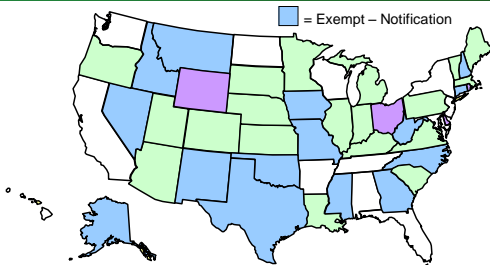 = Exempt – Notification